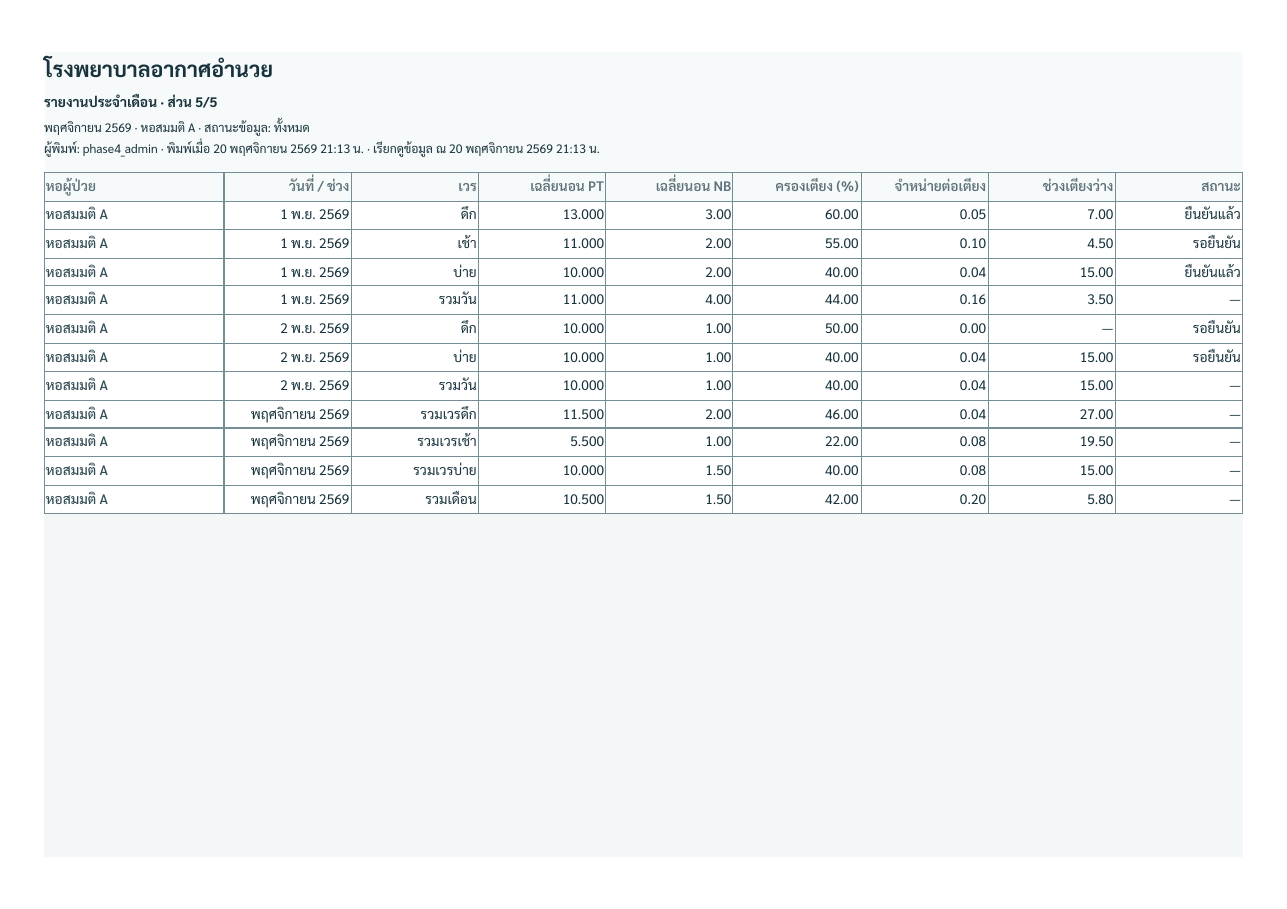 โรงพยาบาลอากาศอำนวย
รายงานประจำเดือน · ส่วน 5/5
พฤศจิกายน 2569 · หอสมมติ A · สถานะข้อมูล: ทั้งหมด
ผู้พิมพ์: phase4_admin · พิมพ์เมื่อ 20 พฤศจิกายน 2569 21:13 น. · เรียกดูข้อมูล ณ 20 พฤศจิกายน 2569 21:13 น.
หอผู้ป่วย วันที่ / ช่วง เวร เฉลี่ยนอน PT เฉลี่ยนอน NB ครองเตียง (%) จำหน่ายต่อเตียง ช่วงเตียงว่าง สถานะ
หอสมมติ A 1 พ.ย. 2569 ดึก 13.000 3.00 60.00 0.05 7.00 ยืนยันแล้ว
หอสมมติ A 1 พ.ย. 2569 เช้า 11.000 2.00 55.00 0.10 4.50 รอยืนยัน
หอสมมติ A 1 พ.ย. 2569 บ่าย 10.000 2.00 40.00 0.04 15.00 ยืนยันแล้ว
หอสมมติ A 1 พ.ย. 2569 รวมวัน 11.000 4.00 44.00 0.16 3.50 —
หอสมมติ A 2 พ.ย. 2569 ดึก 10.000 1.00 50.00 0.00 — รอยืนยัน
หอสมมติ A 2 พ.ย. 2569 บ่าย 10.000 1.00 40.00 0.04 15.00 รอยืนยัน
หอสมมติ A 2 พ.ย. 2569 รวมวัน 10.000 1.00 40.00 0.04 15.00 —
หอสมมติ A พฤศจิกายน 2569 รวมเวรดึก 11.500 2.00 46.00 0.04 27.00 —
หอสมมติ A พฤศจิกายน 2569 รวมเวรเช้า 5.500 1.00 22.00 0.08 19.50 —
หอสมมติ A พฤศจิกายน 2569 รวมเวรบ่าย 10.000 1.50 40.00 0.08 15.00 —
หอสมมติ A พฤศจิกายน 2569 รวมเดือน 10.500 1.50 42.00 0.20 5.80 —